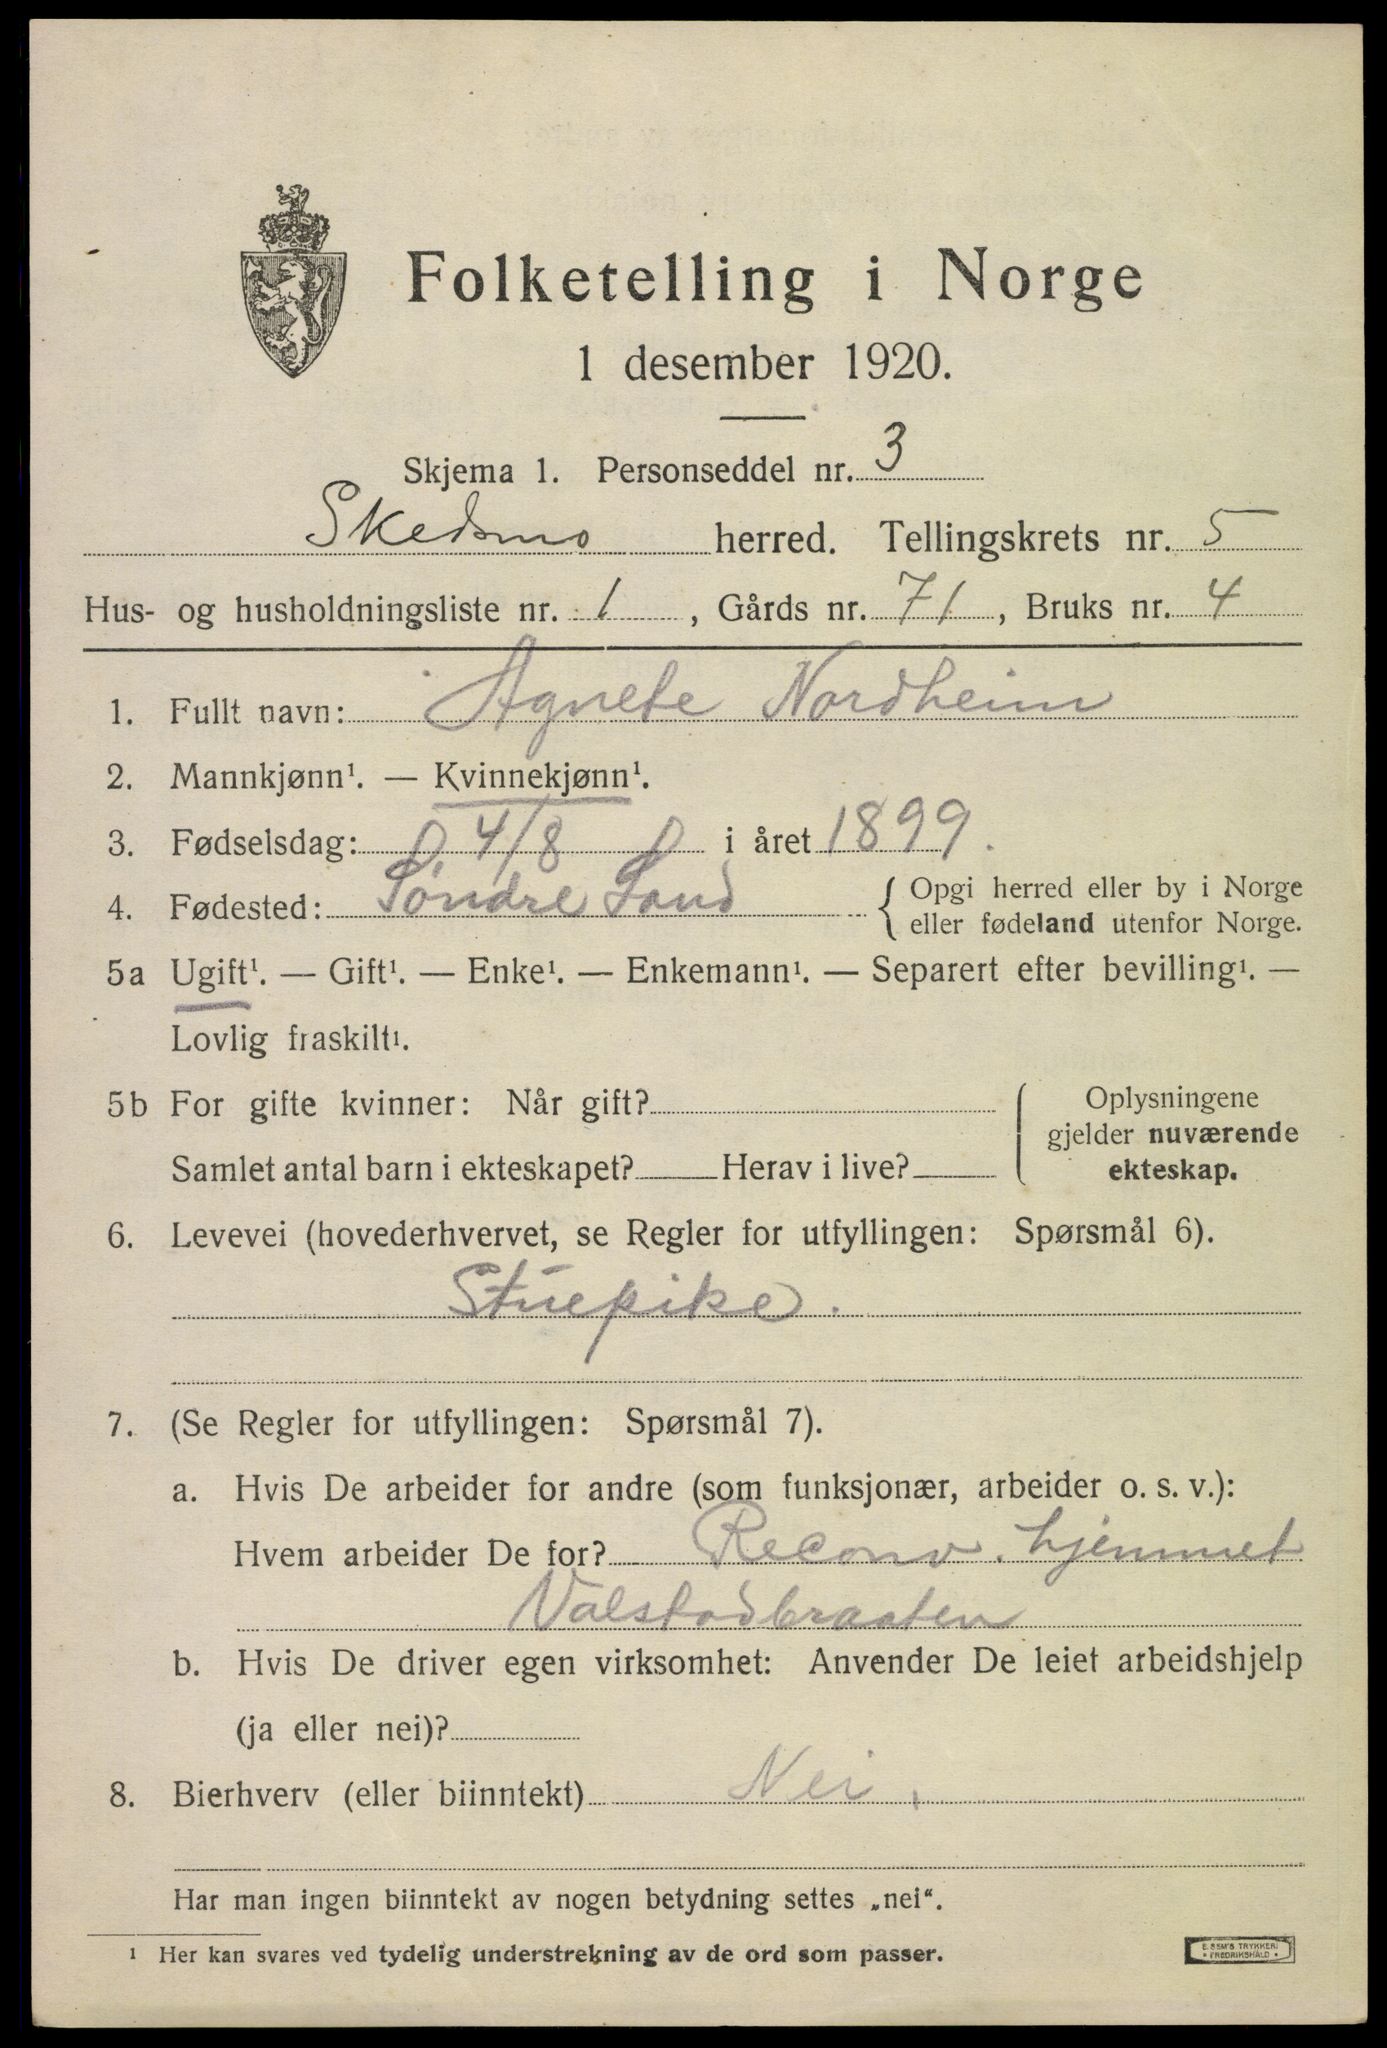 Folketelling i Norge
1 desember 1920.
Skjema 1. Personseddel nr. 3
Skedsmo herred. Tellingskrets nr. 5
Hus- og husholdningsliste nr. 1, Gårds nr. 71, Bruks nr. 4
1. Fullt navn: Agnete Nordheim
2. Mannkjønn¹. — Kvinnekjønn¹.
3. Fødselsdag: 4/8 i året 1899.
4. Fødested: Søndre Land { Opgi herred eller by i Norge
eller fødeland utenfor Norge.
5a Ugift¹. — Gift¹. — Enke¹. — Enkemann¹. — Separert efter bevilling¹. —
Lovlig fraskilt¹.
5b For gifte kvinner: Når gift? { Oplysningene
gjelder nuværende
Samlet antal barn i ekteskapet? Herav i live? ekteskap.
6. Levevei (hovederhvervet, se Regler for utfyllingen: Spørsmål 6).
Stuepike.
7. (Se Regler for utfyllingen: Spørsmål 7).
a. Hvis De arbeider for andre (som funksjonær, arbeider o. s. v.):
Hvem arbeider De for? Reconv. hjemmet
Valstadbraaten
b. Hvis De driver egen virksomhet: Anvender De leiet arbeidshjelp
(ja eller nei)?
8. Bierhverv (eller biinntekt) Nei.
Har man ingen biinntekt av nogen betydning settes „nei“.
¹ Her kan svares ved tydelig understrekning av de ord som passer.
E. SEM'S TRYKKERI
• FREDRIKSHALD •